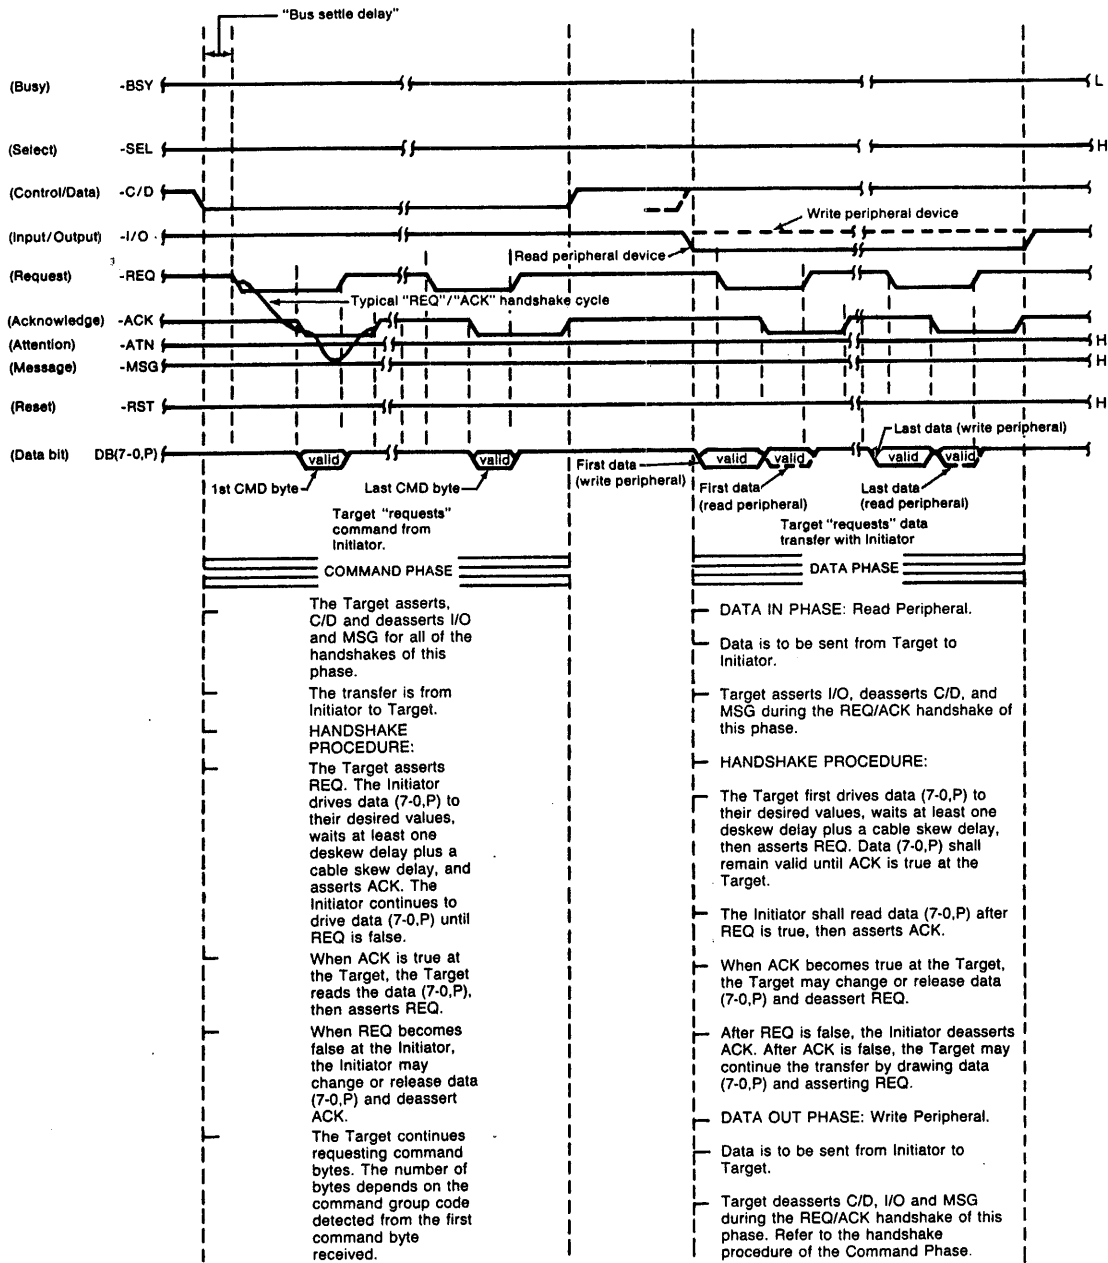 "Bus settle delay"
(Busy) -BSY L
(Select) -SEL H
(Control/Data) -C/D
Write peripheral device
(Input/Output) -I/O
Read peripheral device
3
(Request) -REQ
Typical "REQ"/"ACK" handshake cycle
(Acknowledge) -ACK
(Attention) -ATN H
(Message) -MSG H
(Reset) -RST H
Last data (write peripheral)
(Data bit) DB(7-0,P) valid valid valid valid valid valid
First data
(write peripheral)
1st CMD byte Last CMD byte
First data
(read peripheral)
Last data
(read peripheral)
Target "requests"
command from
Initiator.
Target "requests" data
transfer with Initiator
COMMAND PHASE
DATA PHASE
The Target asserts,
C/D and deasserts I/O
and MSG for all of the
handshakes of this
phase.
The transfer is from
Initiator to Target.
HANDSHAKE
PROCEDURE:
The Target asserts
REQ. The Initiator
drives data (7-0,P) to
their desired values,
waits at least one
deskew delay plus a
cable skew delay, and
asserts ACK. The
Initiator continues to
drive data (7-0,P) until
REQ is false.
When ACK is true at
the Target, the Target
reads the data (7-0,P),
then asserts REQ.
When REQ becomes
false at the Initiator,
the Initiator may
change or release data
(7-0,P) and deassert
ACK.
The Target continues
requesting command
bytes. The number of
bytes depends on the
command group code
detected from the first
command byte
received.
DATA IN PHASE: Read Peripheral.
Data is to be sent from Target to
Initiator.
Target asserts I/O, deasserts C/D, and
MSG during the REQ/ACK handshake of
this phase.
HANDSHAKE PROCEDURE:
The Target first drives data (7-0,P) to
their desired values, waits at least one
deskew delay plus a cable skew delay,
then asserts REQ. Data (7-0,P) shall
remain valid until ACK is true at the
Target.
The Initiator shall read data (7-0,P) after
REQ is true, then asserts ACK.
When ACK becomes true at the Target,
the Target may change or release data
(7-0,P) and deassert REQ.
After REQ is false, the Initiator deasserts
ACK. After ACK is false, the Target may
continue the transfer by drawing data
(7-0,P) and asserting REQ.
DATA OUT PHASE: Write Peripheral.
Data is to be sent from Initiator to
Target.
Target deasserts C/D, I/O and MSG
during the REQ/ACK handshake of this
phase. Refer to the handshake
procedure of the Command Phase.